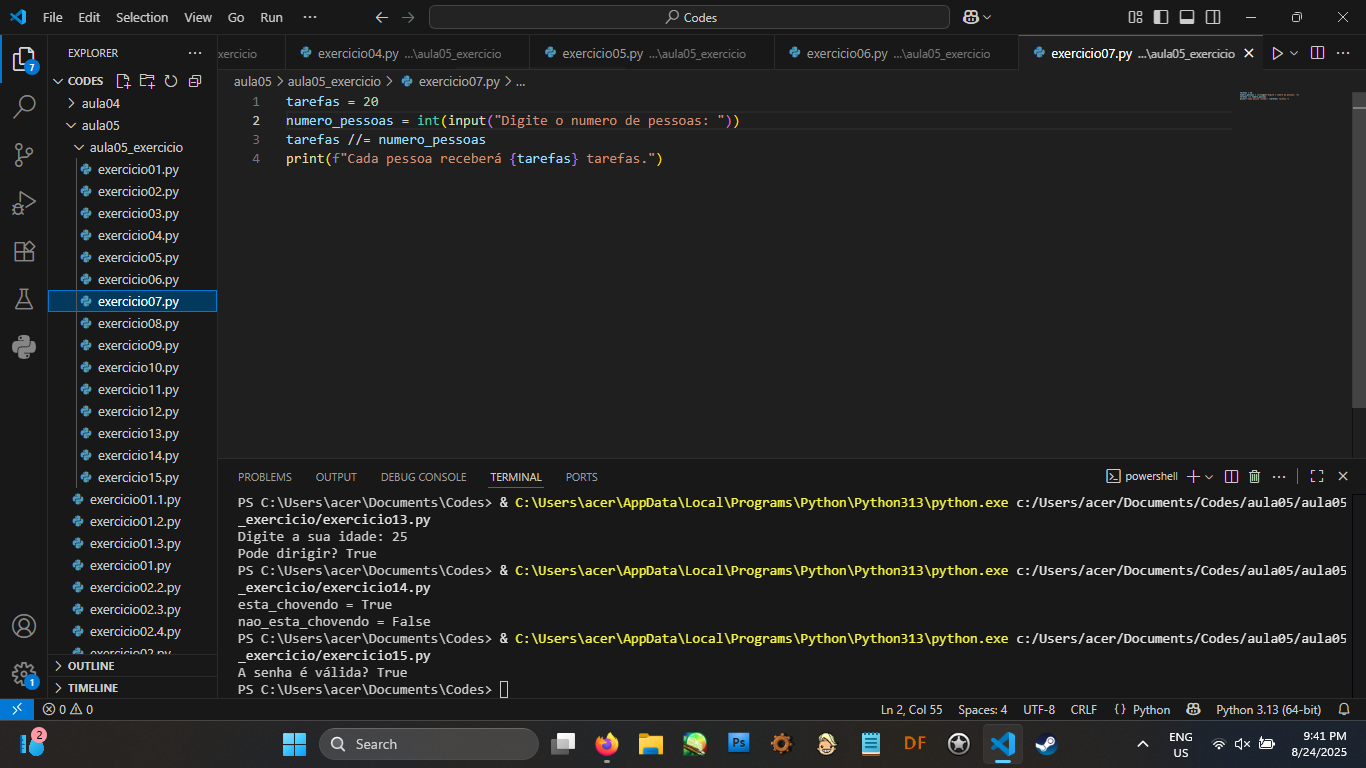 File Edit Selection View Go Run ··· Codes
EXPLORER ···
xercicio exercicio04.py ...\aula05_exercicio exercicio05.py ...\aula05_exercicio exercicio06.py ...\aula05_exercicio exercicio07.py ...\aula05_exercicio
7
CODES
aula04
aula05
aula05_exercicio
exercicio01.py
exercicio02.py
exercicio03.py
exercicio04.py
exercicio05.py
exercicio06.py
exercicio07.py
exercicio08.py
exercicio09.py
exercicio10.py
exercicio11.py
exercicio12.py
exercicio13.py
exercicio14.py
exercicio15.py
exercicio01.1.py
exercicio01.2.py
exercicio01.3.py
exercicio01.py
exercicio02.2.py
exercicio02.3.py
exercicio02.4.py
exercicio02.py
OUTLINE
TIMELINE
1
aula05 > aula05_exercicio > exercicio07.py > ...
1 tarefas = 20
2 numero_pessoas = int(input("Digite o numero de pessoas: "))
3 tarefas //= numero_pessoas
4 print(f"Cada pessoa receberá {tarefas} tarefas.")
PROBLEMS OUTPUT DEBUG CONSOLE TERMINAL PORTS powershell
PS C:\Users\acer\Documents\Codes> & C:\Users\acer\AppData\Local\Programs\Python\Python313\python.exe c:/Users/acer/Documents/Codes/aula05/aula05
_exercicio/exercicio13.py
Digite a sua idade: 25
Pode dirigir? True
PS C:\Users\acer\Documents\Codes> & C:\Users\acer\AppData\Local\Programs\Python\Python313\python.exe c:/Users/acer/Documents/Codes/aula05/aula05
_exercicio/exercicio14.py
esta_chovendo = True
nao_esta_chovendo = False
PS C:\Users\acer\Documents\Codes> & C:\Users\acer\AppData\Local\Programs\Python\Python313\python.exe c:/Users/acer/Documents/Codes/aula05/aula05
_exercicio/exercicio15.py
A senha é válida? True
PS C:\Users\acer\Documents\Codes>
0 0 Ln 2, Col 55 Spaces: 4 UTF-8 CRLF {} Python Python 3.13 (64-bit)
2 Search Ps DF ENG 9:41 PM
US 8/24/2025